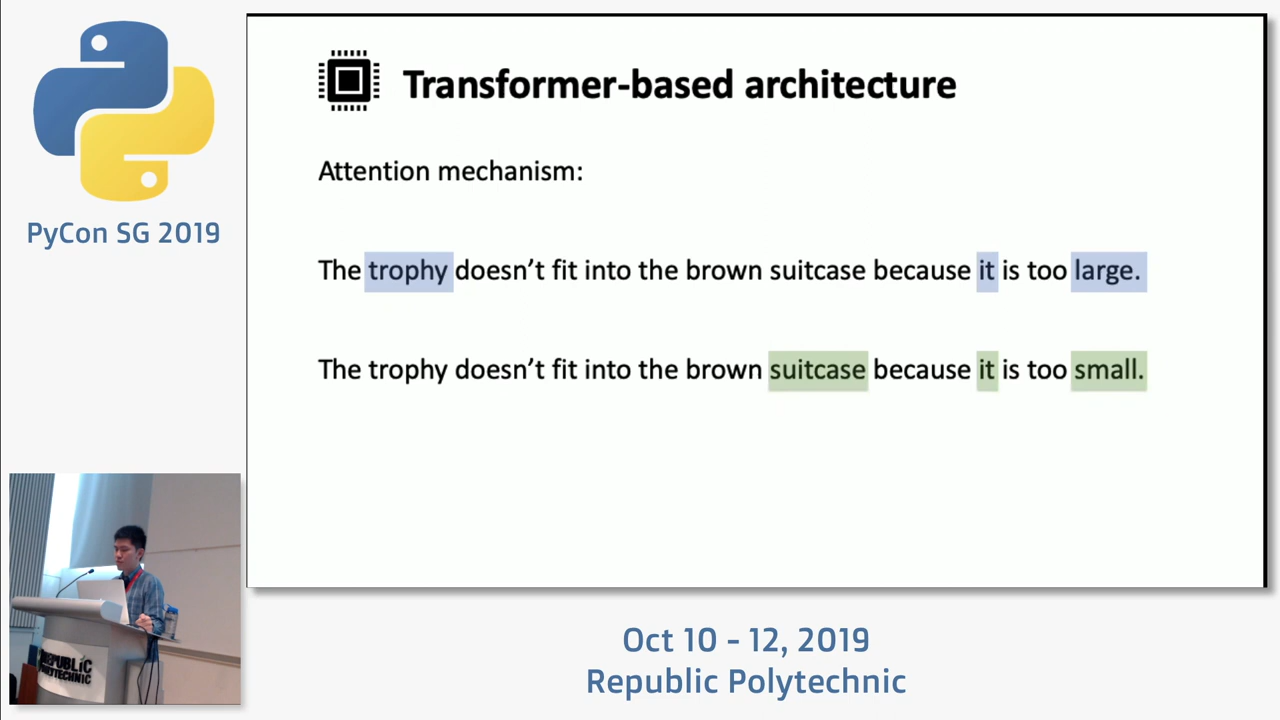 PyCon SG 2019
Transformer-based architecture
Attention mechanism:
The trophy doesn’t fit into the brown suitcase because it is too large.
The trophy doesn’t fit into the brown suitcase because it is too small.
REPUBLIC
POLYTECHNIC
Oct 10 - 12, 2019
Republic Polytechnic